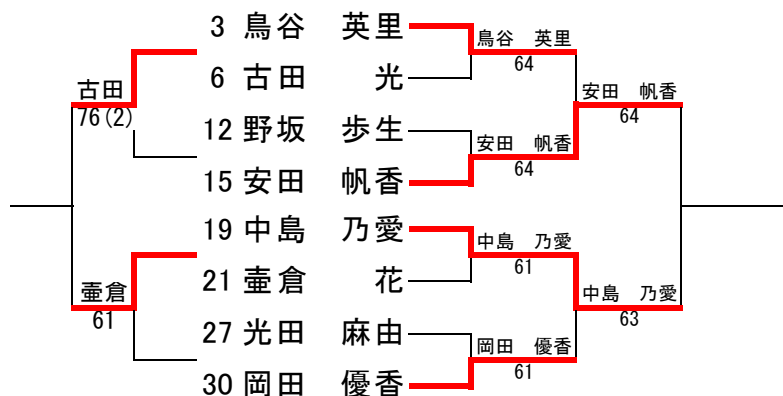 3 鳥谷 英里
鳥谷 英里
64
6 古田 光
古田
76(2)
安田 帆香
64
12 野坂 歩生
安田 帆香
64
15 安田 帆香
19 中島 乃愛
中島 乃愛
61
21 壷倉 花
壷倉
61
中島 乃愛
63
27 光田 麻由
岡田 優香
61
30 岡田 優香